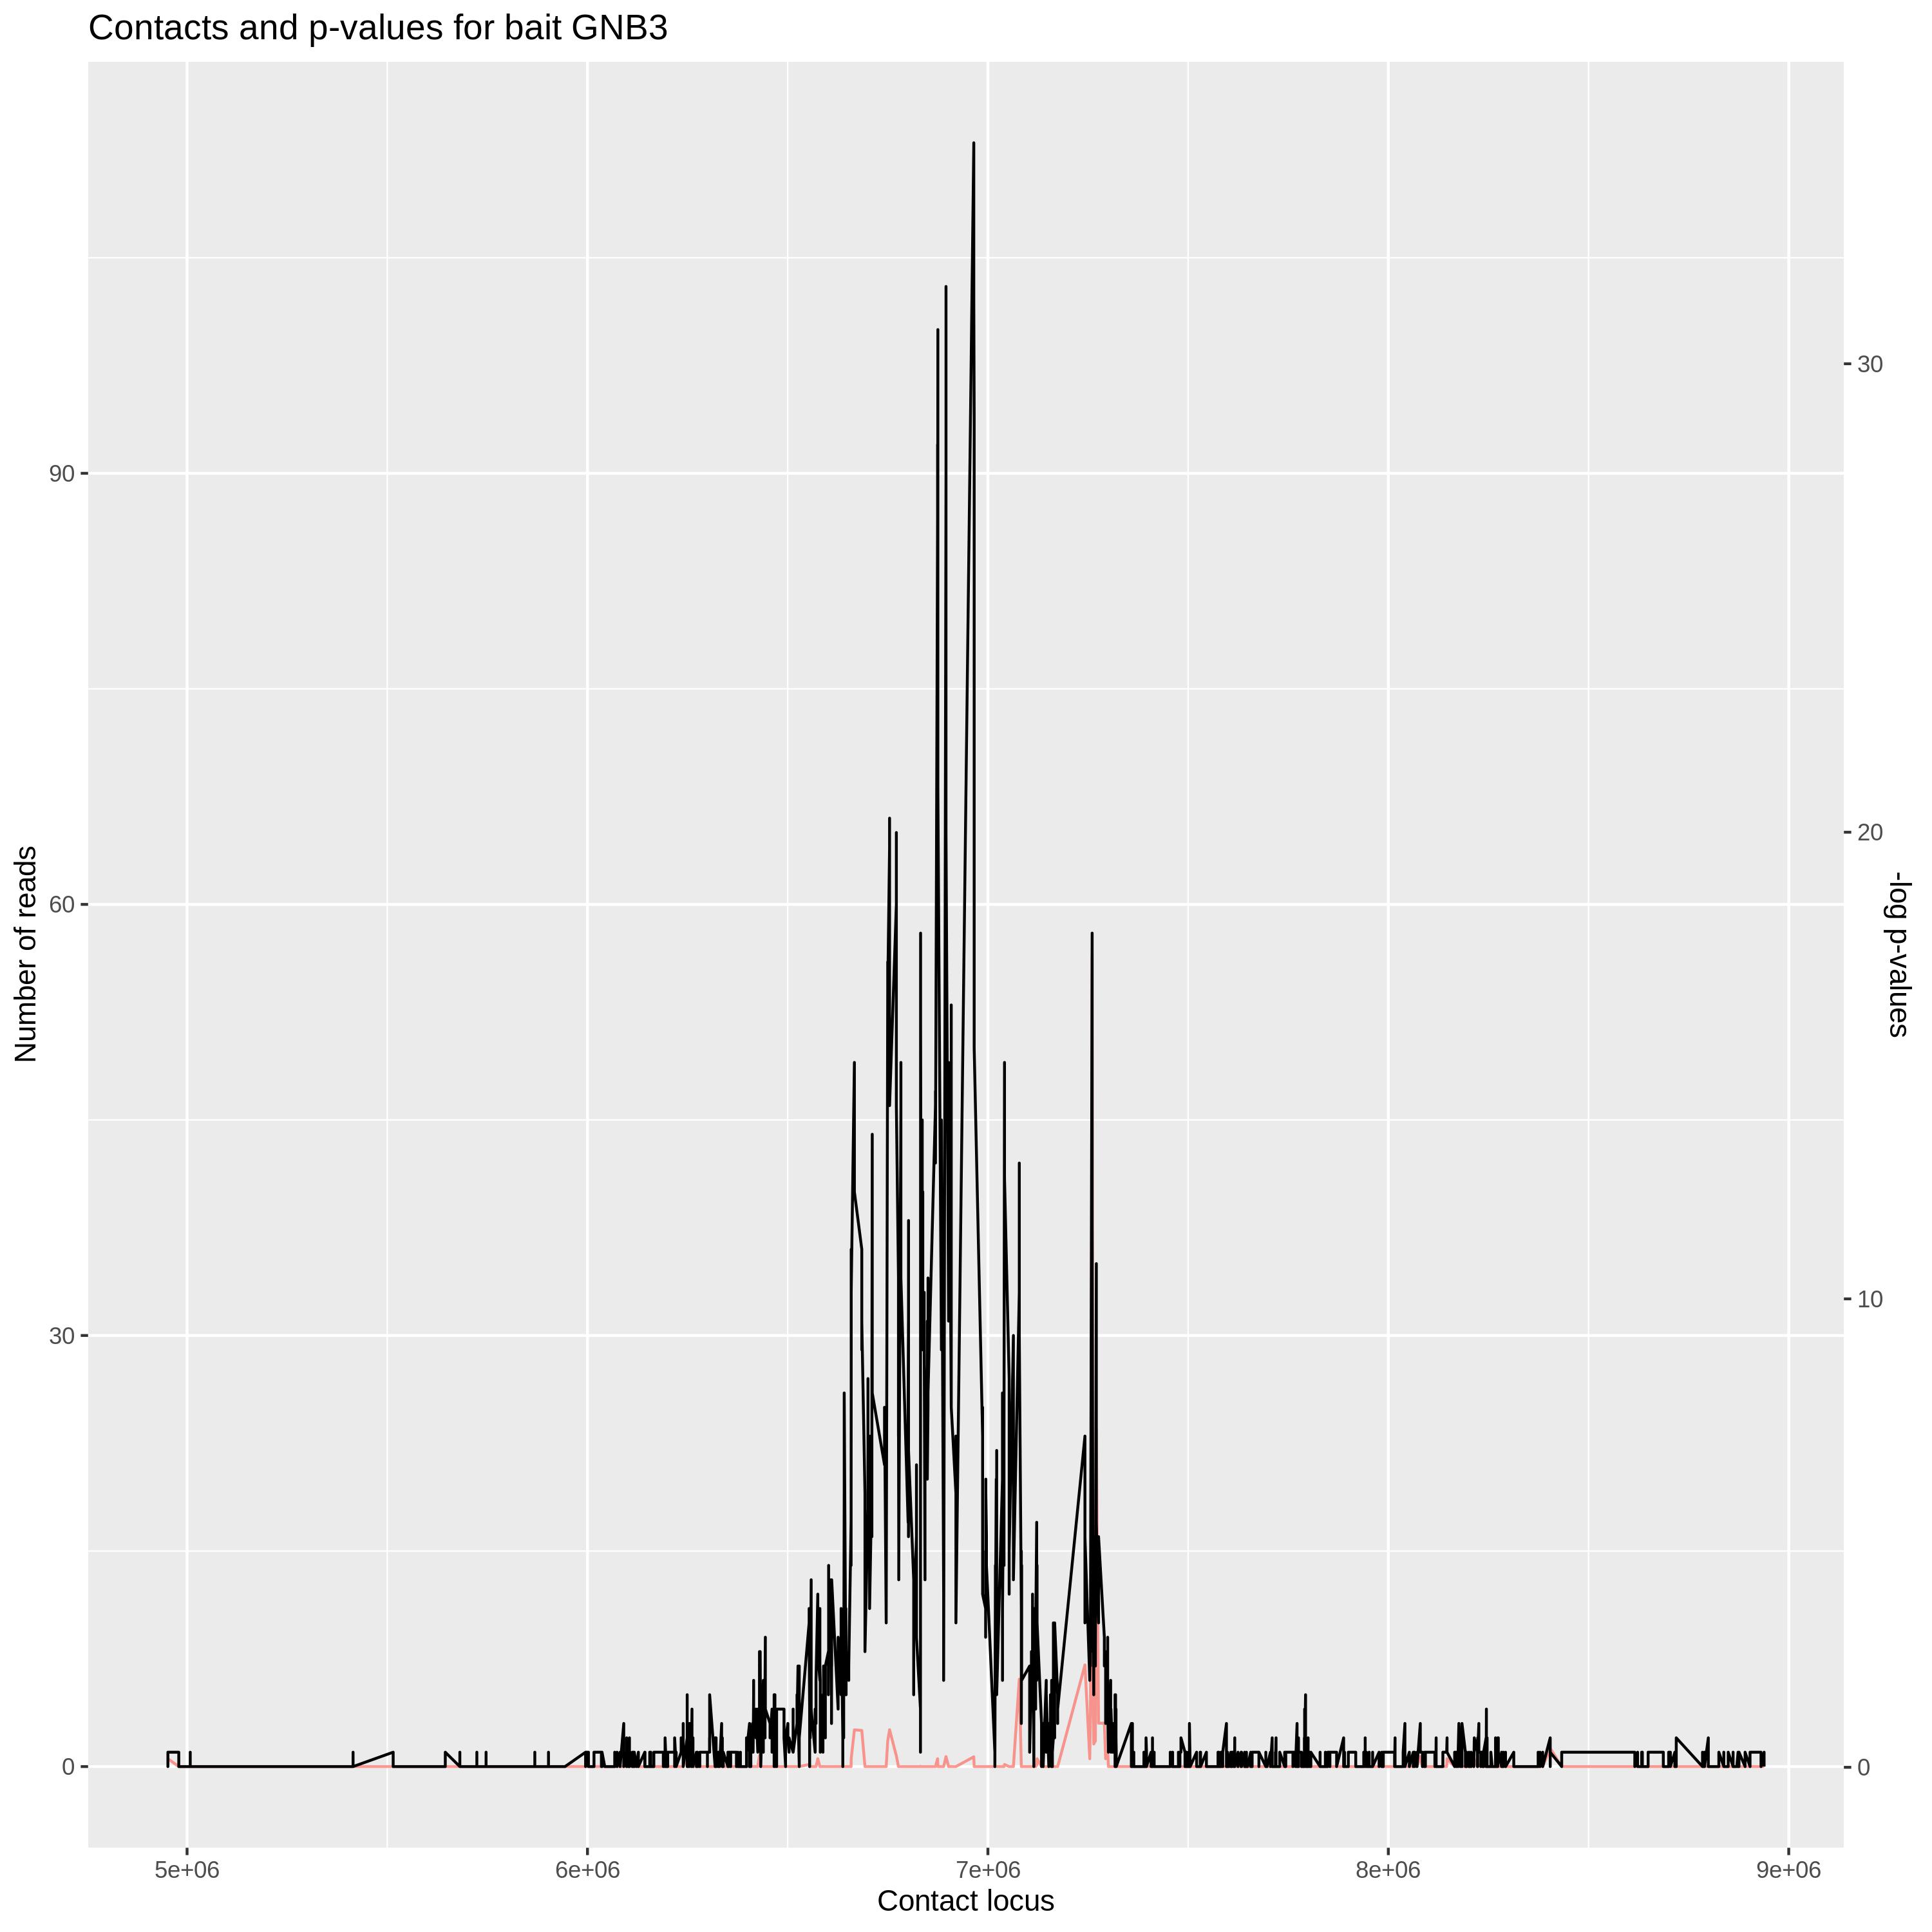 Contacts and p-values for bait GNB3
Number of reads
90
60
30
0
30
20
10
0
-log p-values
5e+06 6e+06 7e+06 8e+06 9e+06
Contact locus